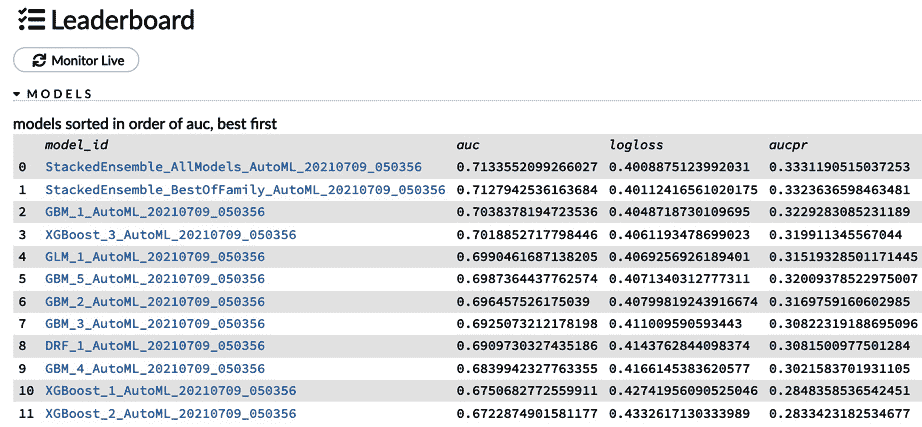 Leaderboard
Monitor Live
MODELS
models sorted in order of auc, best first
model_id auc logloss aucpr
0 StackedEnsemble_AllModels_AutoML_20210709_050356 0.7133552099266027 0.4008875123992031 0.3331190515037253
1 StackedEnsemble_BestOfFamily_AutoML_20210709_050356 0.7127942536163684 0.40112416561020175 0.3323636598463481
2 GBM_1_AutoML_20210709_050356 0.7038378194723536 0.4048718730109695 0.3229283085231189
3 XGBoost_3_AutoML_20210709_050356 0.7018852717798446 0.40611934786​99023 0.319911345567044
4 GLM_1_AutoML_20210709_050356 0.6990461687138205 0.4069256926189401 0.31519328501171445
5 GBM_5_AutoML_20210709_050356 0.6987364437762574 0.4071340312777311 0.32009378522975007
6 GBM_2_AutoML_20210709_050356 0.696457526175039 0.40799819243916674 0.3169759160602985
7 GBM_3_AutoML_20210709_050356 0.6925073212178198 0.411009590593443 0.30822319188695096
8 DRF_1_AutoML_20210709_050356 0.6909730327435186 0.4143762844098374 0.3081500977501284
9 GBM_4_AutoML_20210709_050356 0.6839942327763355 0.4166145383620577 0.3021583701931105
10 XGBoost_1_AutoML_20210709_050356 0.6750682772559911 0.42741956090525046 0.2848358536542451
11 XGBoost_2_AutoML_20210709_050356 0.6722874901581177 0.4332617130333989 0.2833423182534677